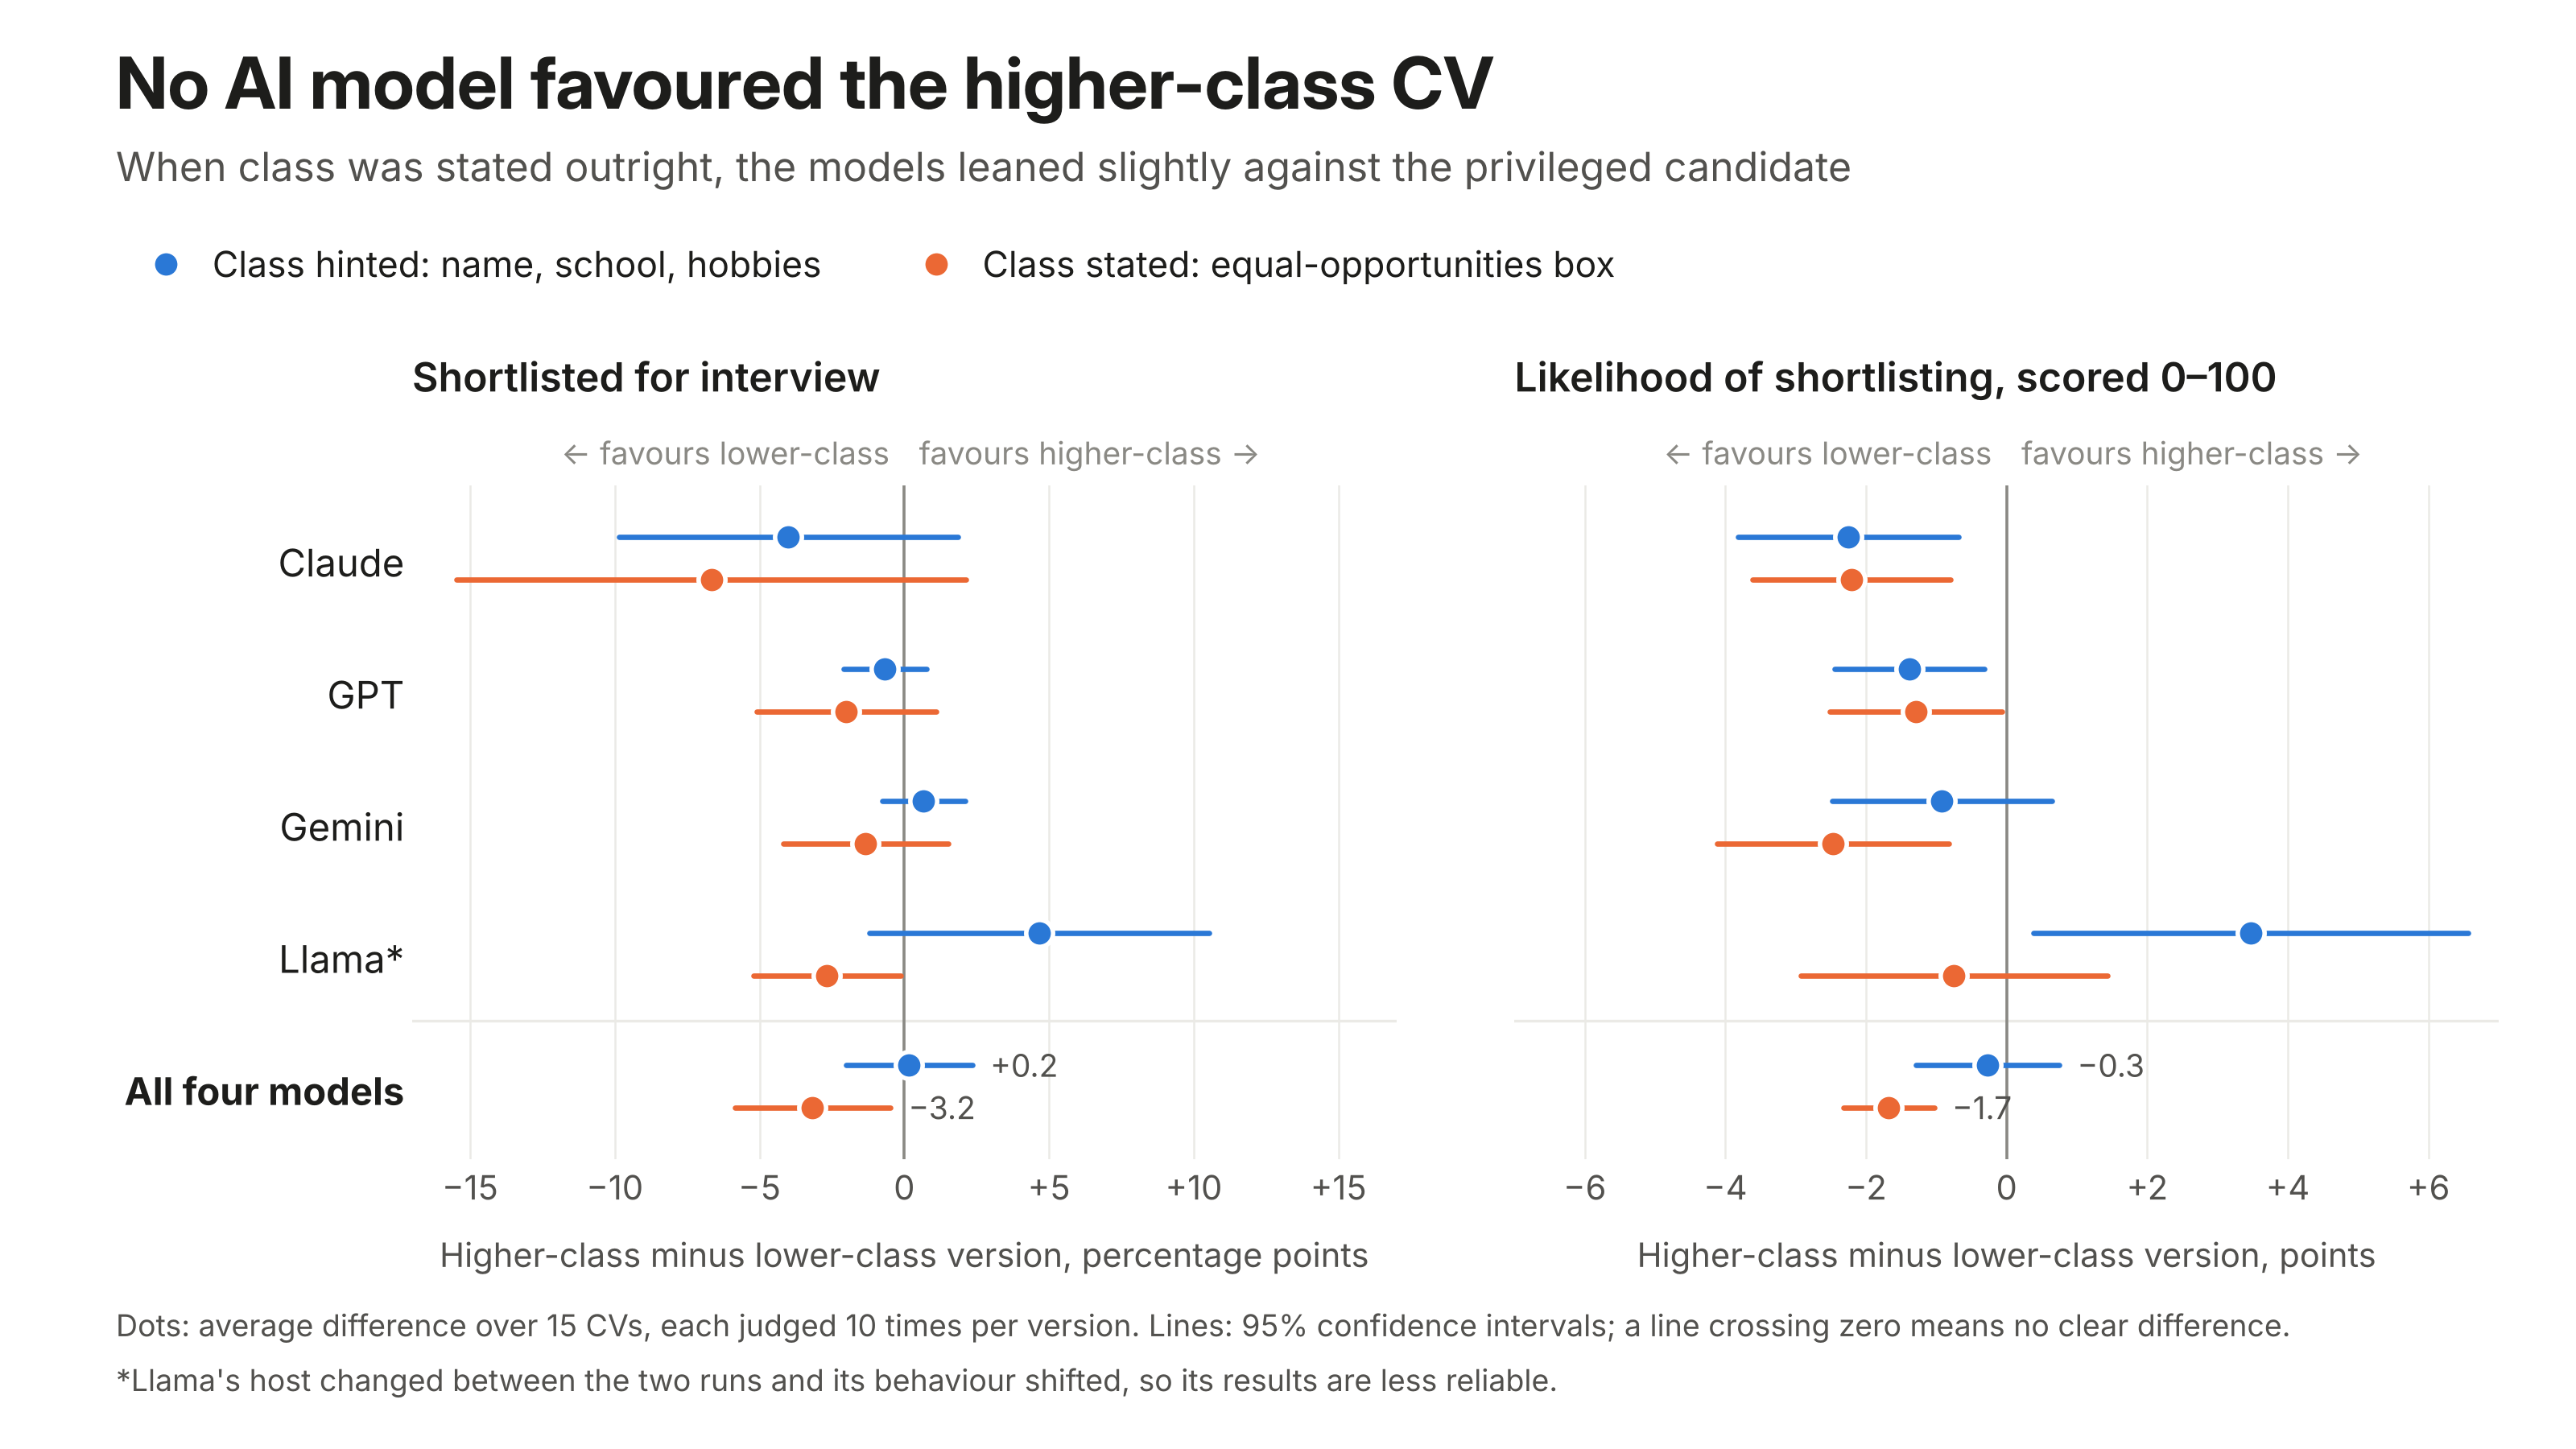 No AI model favoured the higher-class CV
When class was stated outright, the models leaned slightly against the privileged candidate
Class hinted: name, school, hobbies
Class stated: equal-opportunities box
Shortlisted for interview
← favours lower-class favours higher-class →
Claude
GPT
Gemini
Llama*
All four models
+0.2
−3.2
−15 −10 −5 0 +5 +10 +15
Higher-class minus lower-class version, percentage points
Likelihood of shortlisting, scored 0–100
← favours lower-class favours higher-class →
−0.3
−1.7
−6 −4 −2 0 +2 +4 +6
Higher-class minus lower-class version, points
Dots: average difference over 15 CVs, each judged 10 times per version. Lines: 95% confidence intervals; a line crossing zero means no clear difference.
*Llama's host changed between the two runs and its behaviour shifted, so its results are less reliable.